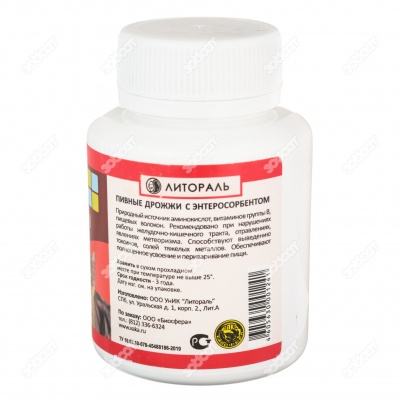 ЛИТОРАЛЬ
ПИВНЫЕ ДРОЖЖИ С ЭНТЕРОСОРБЕНТОМ
Природный источник аминокислот, витаминов группы В,
пищевых волокон. Рекомендовано при нарушениях
работы желудочно-кишечного тракта, отравлениях,
явлениях метеоризма. Способствуют выведению
токсинов, солей тяжелых металлов. Обеспечивают
полноценное усвоение и переваривание пищи.
Хранить в сухом прохладном
месте при температуре не выше 25°.
Срок годности - 3 года.
Дату изг. см. на упаковке.
Изготовлено: ООО УНИК "Литораль"
СПб, ул. Уральская д. 1, корп. 2., Лит.А
По заказу: ООО «Биосфера»
тел. (812) 336-6324